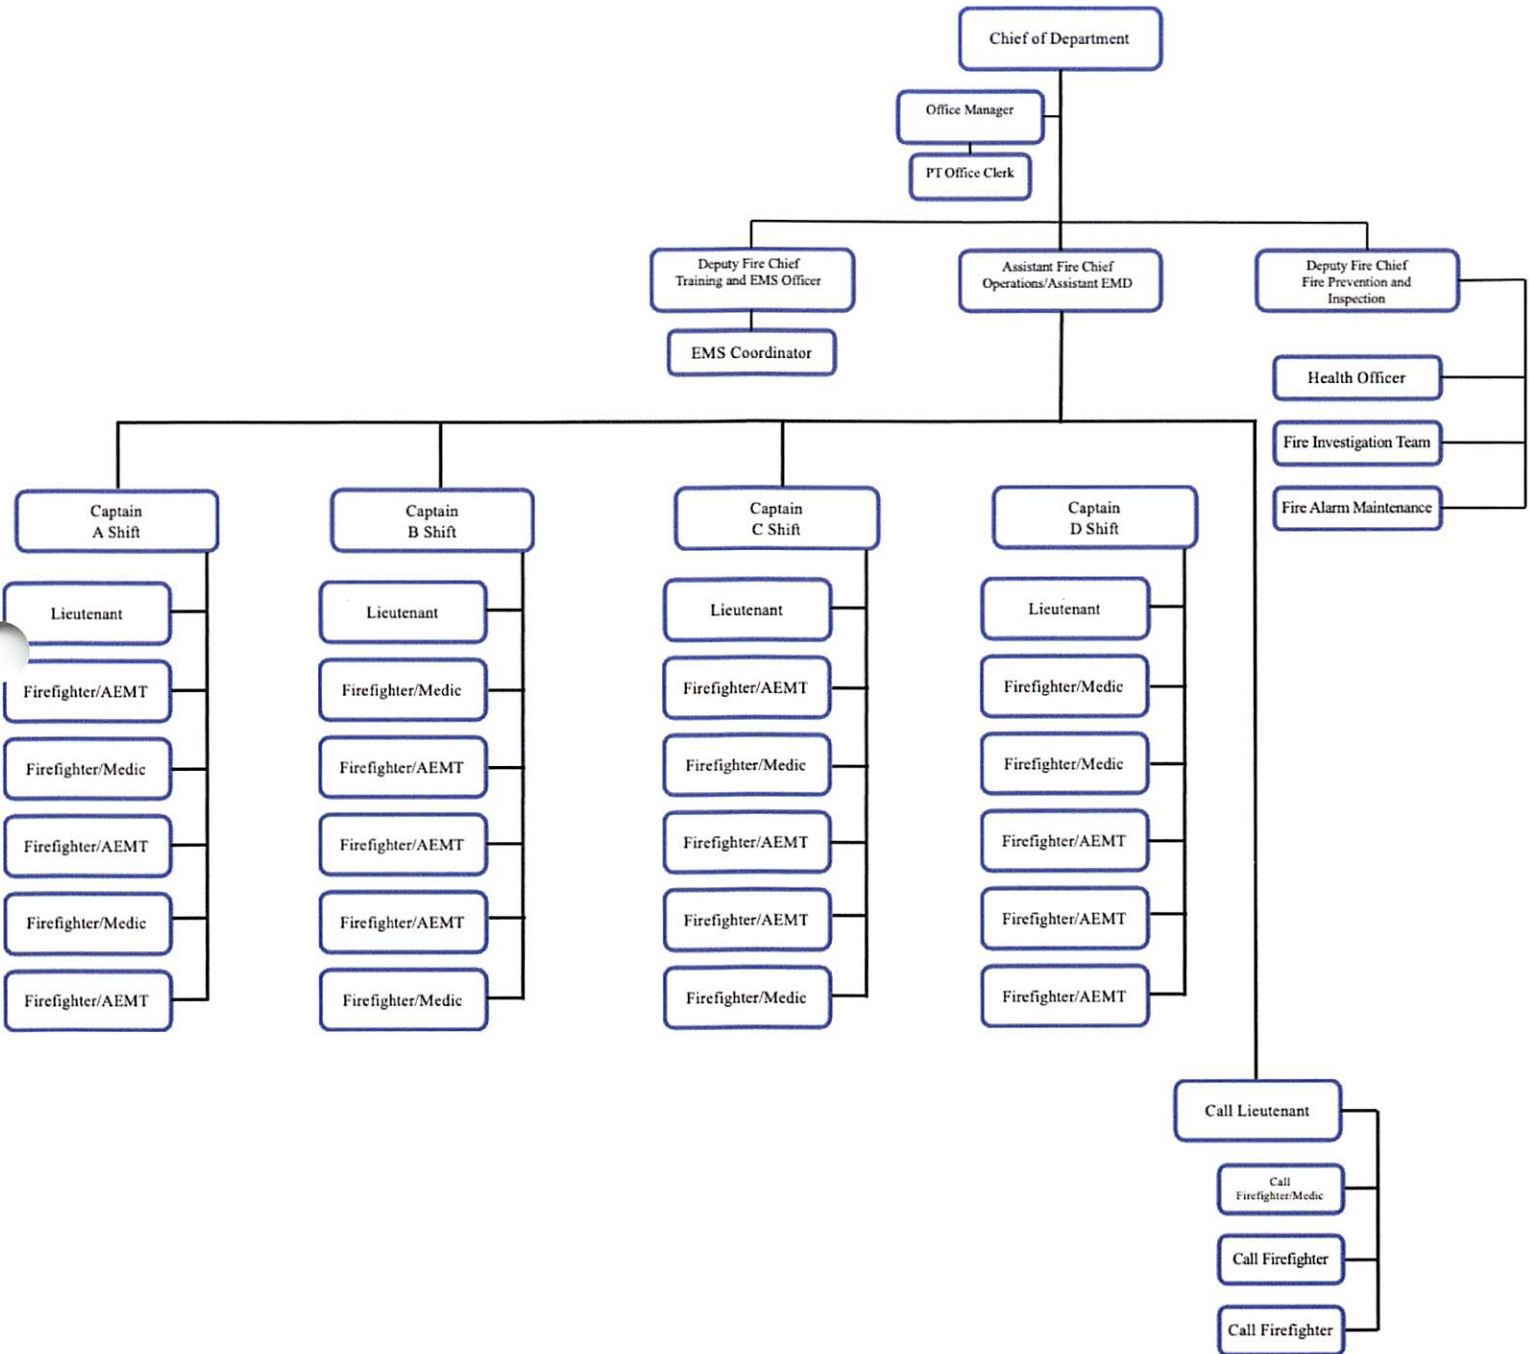 Chief of Department
Office Manager
PT Office Clerk
Deputy Fire Chief
Training and EMS Officer
Assistant Fire Chief
Operations/Assistant EMD
Deputy Fire Chief
Fire Prevention and
Inspection
EMS Coordinator
Health Officer
Fire Investigation Team
Fire Alarm Maintenance
Captain
A Shift
Lieutenant
Firefighter/AEMT
Firefighter/Medic
Firefighter/AEMT
Firefighter/Medic
Firefighter/AEMT
Captain
B Shift
Lieutenant
Firefighter/Medic
Firefighter/AEMT
Firefighter/AEMT
Firefighter/AEMT
Firefighter/Medic
Captain
C Shift
Lieutenant
Firefighter/AEMT
Firefighter/Medic
Firefighter/AEMT
Firefighter/AEMT
Firefighter/Medic
Captain
D Shift
Lieutenant
Firefighter/Medic
Firefighter/Medic
Firefighter/AEMT
Firefighter/AEMT
Firefighter/AEMT
Call Lieutenant
Call
Firefighter/Medic
Call Firefighter
Call Firefighter